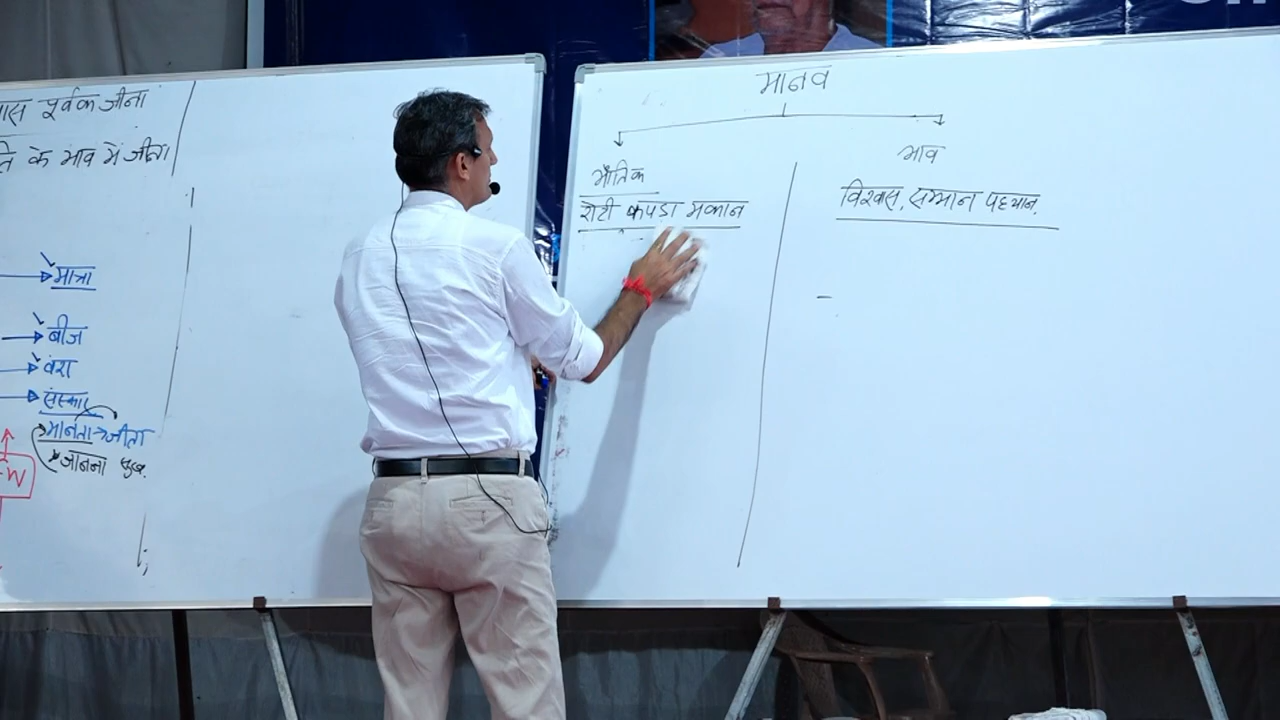 पूर्वक जीना
के भाव में जीना
मात्रा
बीज
वंश
संस्कार
मानना → जीना
जानना
W
मानव
भौतिक
रोटी कपड़ा मकान
भाव
विश्वास, सम्मान पहचान,